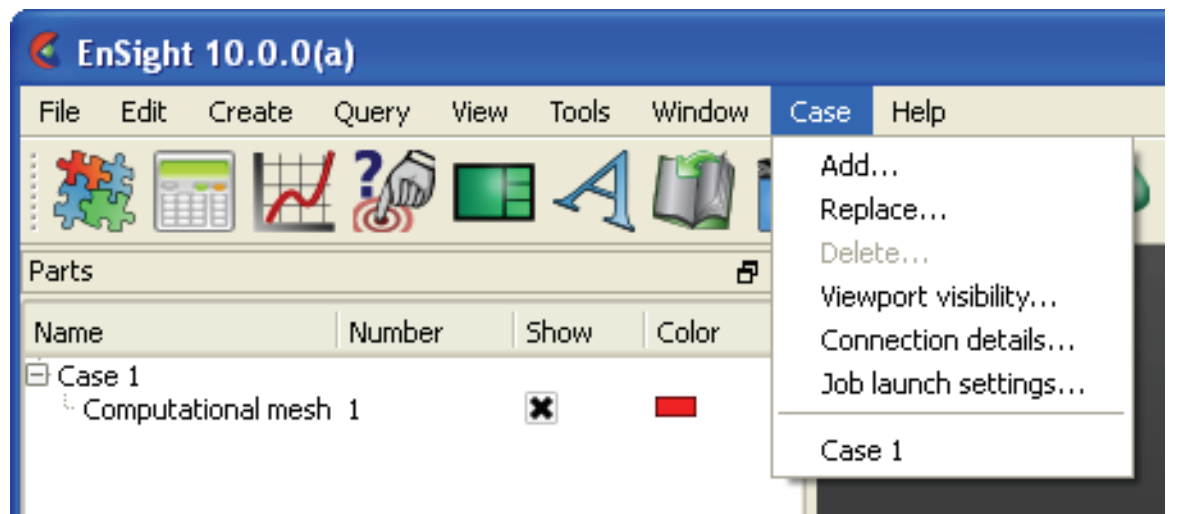 EnSight 10.0.0(a)
File Edit Create Query View Tools Window Case Help
Add...
Replace...
Delete...
Viewport visibility...
Connection details...
Job launch settings...
Case 1
Parts
Name Number Show Color
Case 1
Computational mesh 1